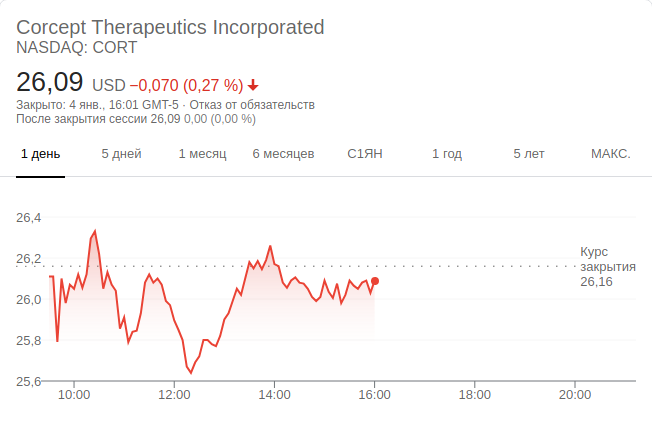 Corcept Therapeutics Incorporated
NASDAQ: CORT
26,09 USD −0,070 (0,27 %)
Закрыто: 4 янв., 16:01 GMT-5 · Отказ от обязательств
После закрытия сессии 26,09 0,00 (0,00 %)
1 день 5 дней 1 месяц 6 месяцев С1ЯН 1 год 5 лет МАКС.
26,4
26,2
26,0
25,8
25,6
Курс
закрытия
26,16
10:00 12:00 14:00 16:00 18:00 20:00